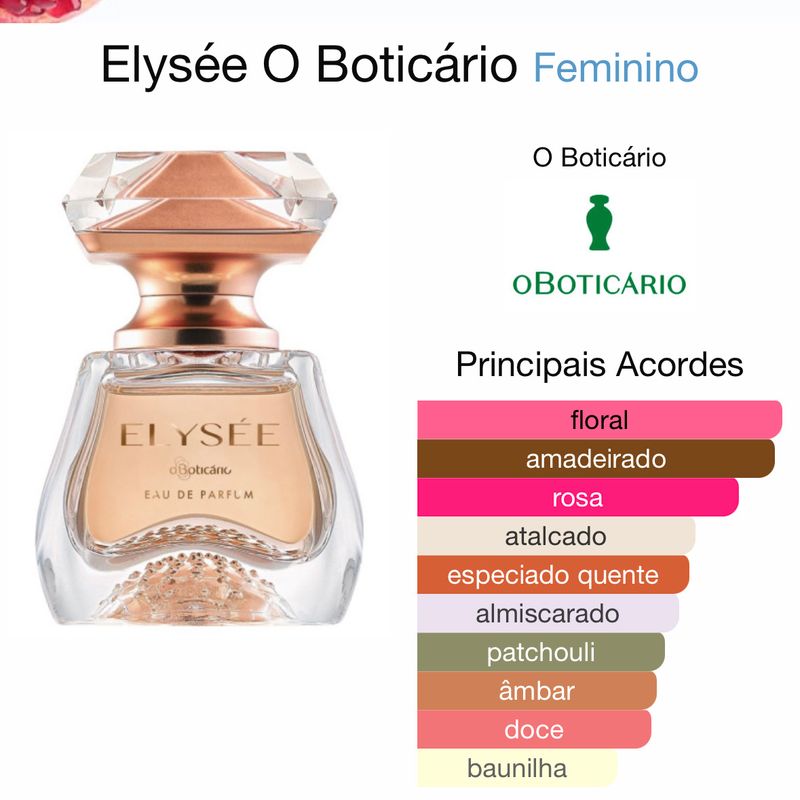 Elysée O Boticário Feminino
O Boticário
oBOTICÁRIO
Principais Acordes
floral
amadeirado
rosa
atalcado
especiado quente
almiscarado
patchouli
âmbar
doce
baunilha
ELYSÉE
oBoticário
EAU DE PARFUM